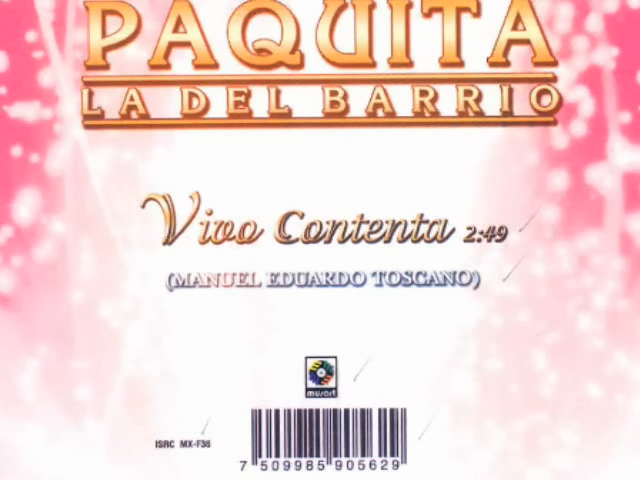 PAQUITA
LA DEL BARRIO
Vivo Contenta 2:49
(MANUEL EDUARDO TOSCANO)
musart
ISRC MX-F36
7 509985 905629